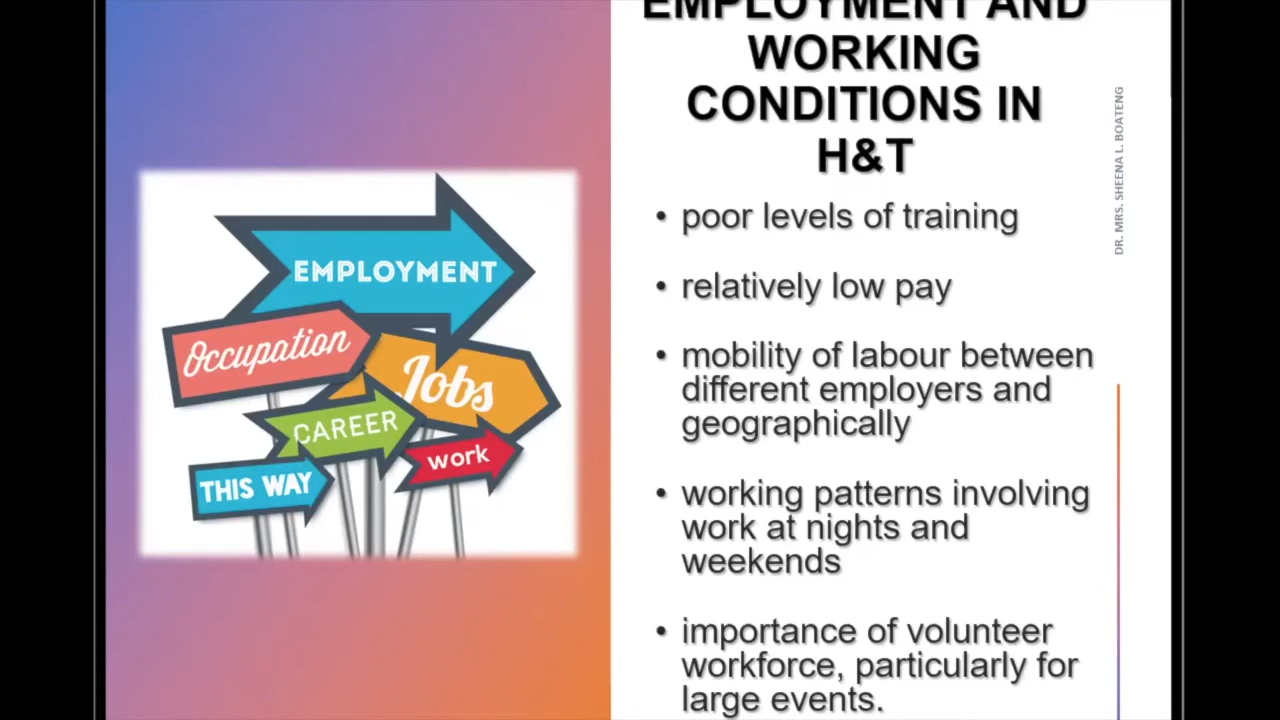 EMPLOYMENT AND
WORKING
CONDITIONS IN
H&T
• poor levels of training
• relatively low pay
• mobility of labour between
different employers and
geographically
• working patterns involving
work at nights and
weekends
• importance of volunteer
workforce, particularly for
large events.
DR. MRS. SHEENA L. BOATENG
EMPLOYMENT
Occupation
Jobs
CAREER
work
THIS WAY